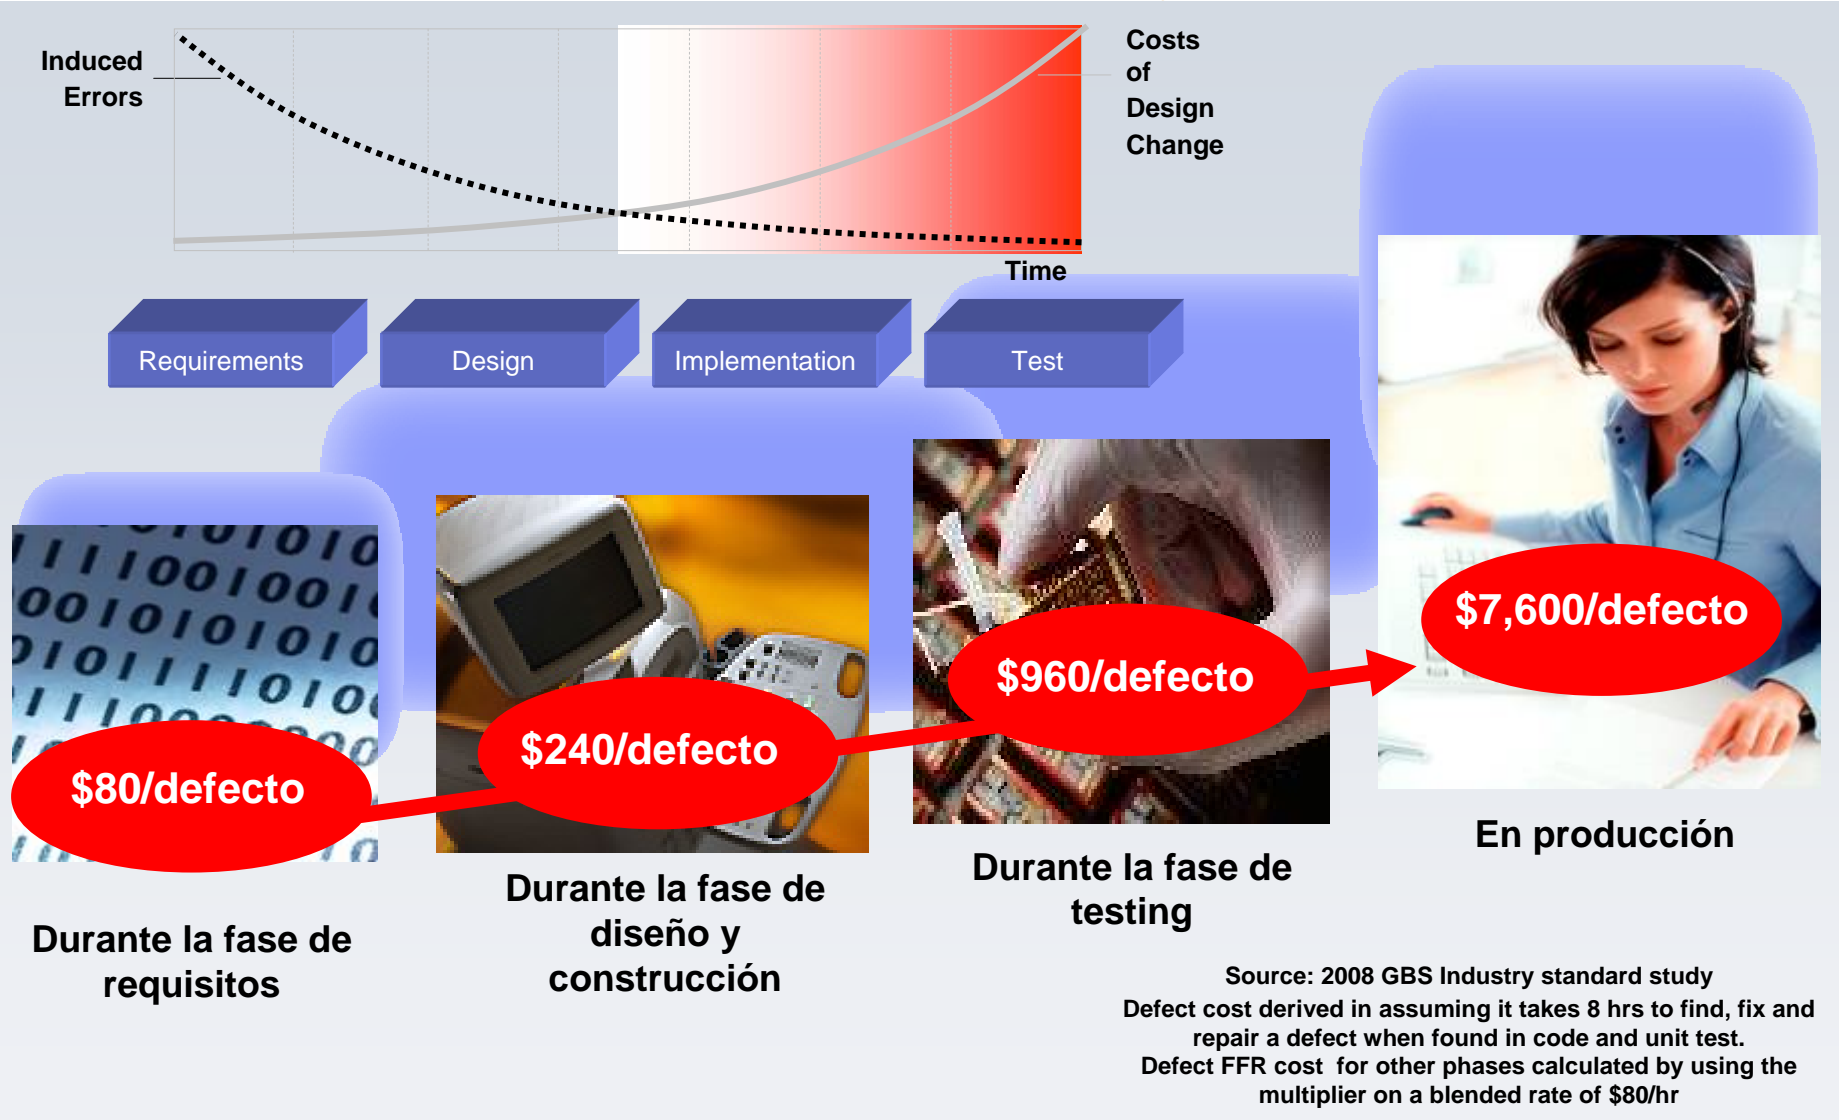 Induced
Errors
Costs
of
Design
Change
Time
Requirements
Design
Implementation
Test
$80/defecto
$240/defecto
$960/defecto
$7,600/defecto
Durante la fase de
requisitos
Durante la fase de
diseño y
construcción
Durante la fase de
testing
En producción
Source: 2008 GBS Industry standard study
Defect cost derived in assuming it takes 8 hrs to find, fix and
repair a defect when found in code and unit test.
Defect FFR cost for other phases calculated by using the
multiplier on a blended rate of $80/hr